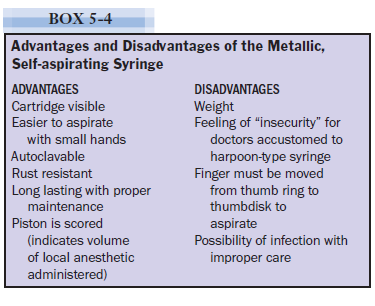 BOX 5-4
Advantages and Disadvantages of the Metallic,
Self-aspirating Syringe
ADVANTAGES
Cartridge visible
Easier to aspirate
with small hands
Autoclavable
Rust resistant
Long lasting with proper
maintenance
Piston is scored
(indicates volume
of local anesthetic
administered)
DISADVANTAGES
Weight
Feeling of “insecurity” for
doctors accustomed to
harpoon-type syringe
Finger must be moved
from thumb ring to
thumbdisk to
aspirate
Possibility of infection with
improper care